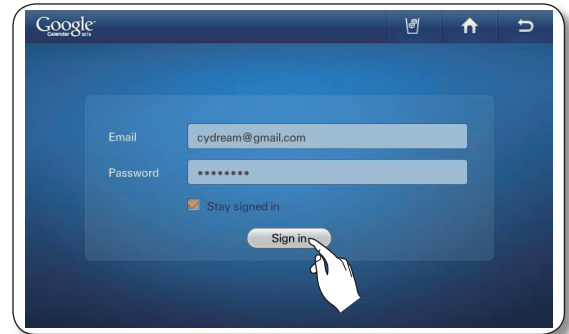 Google
Calendar BETA
Email
cydream@gmail.com
Password
********
Stay signed in
Sign in